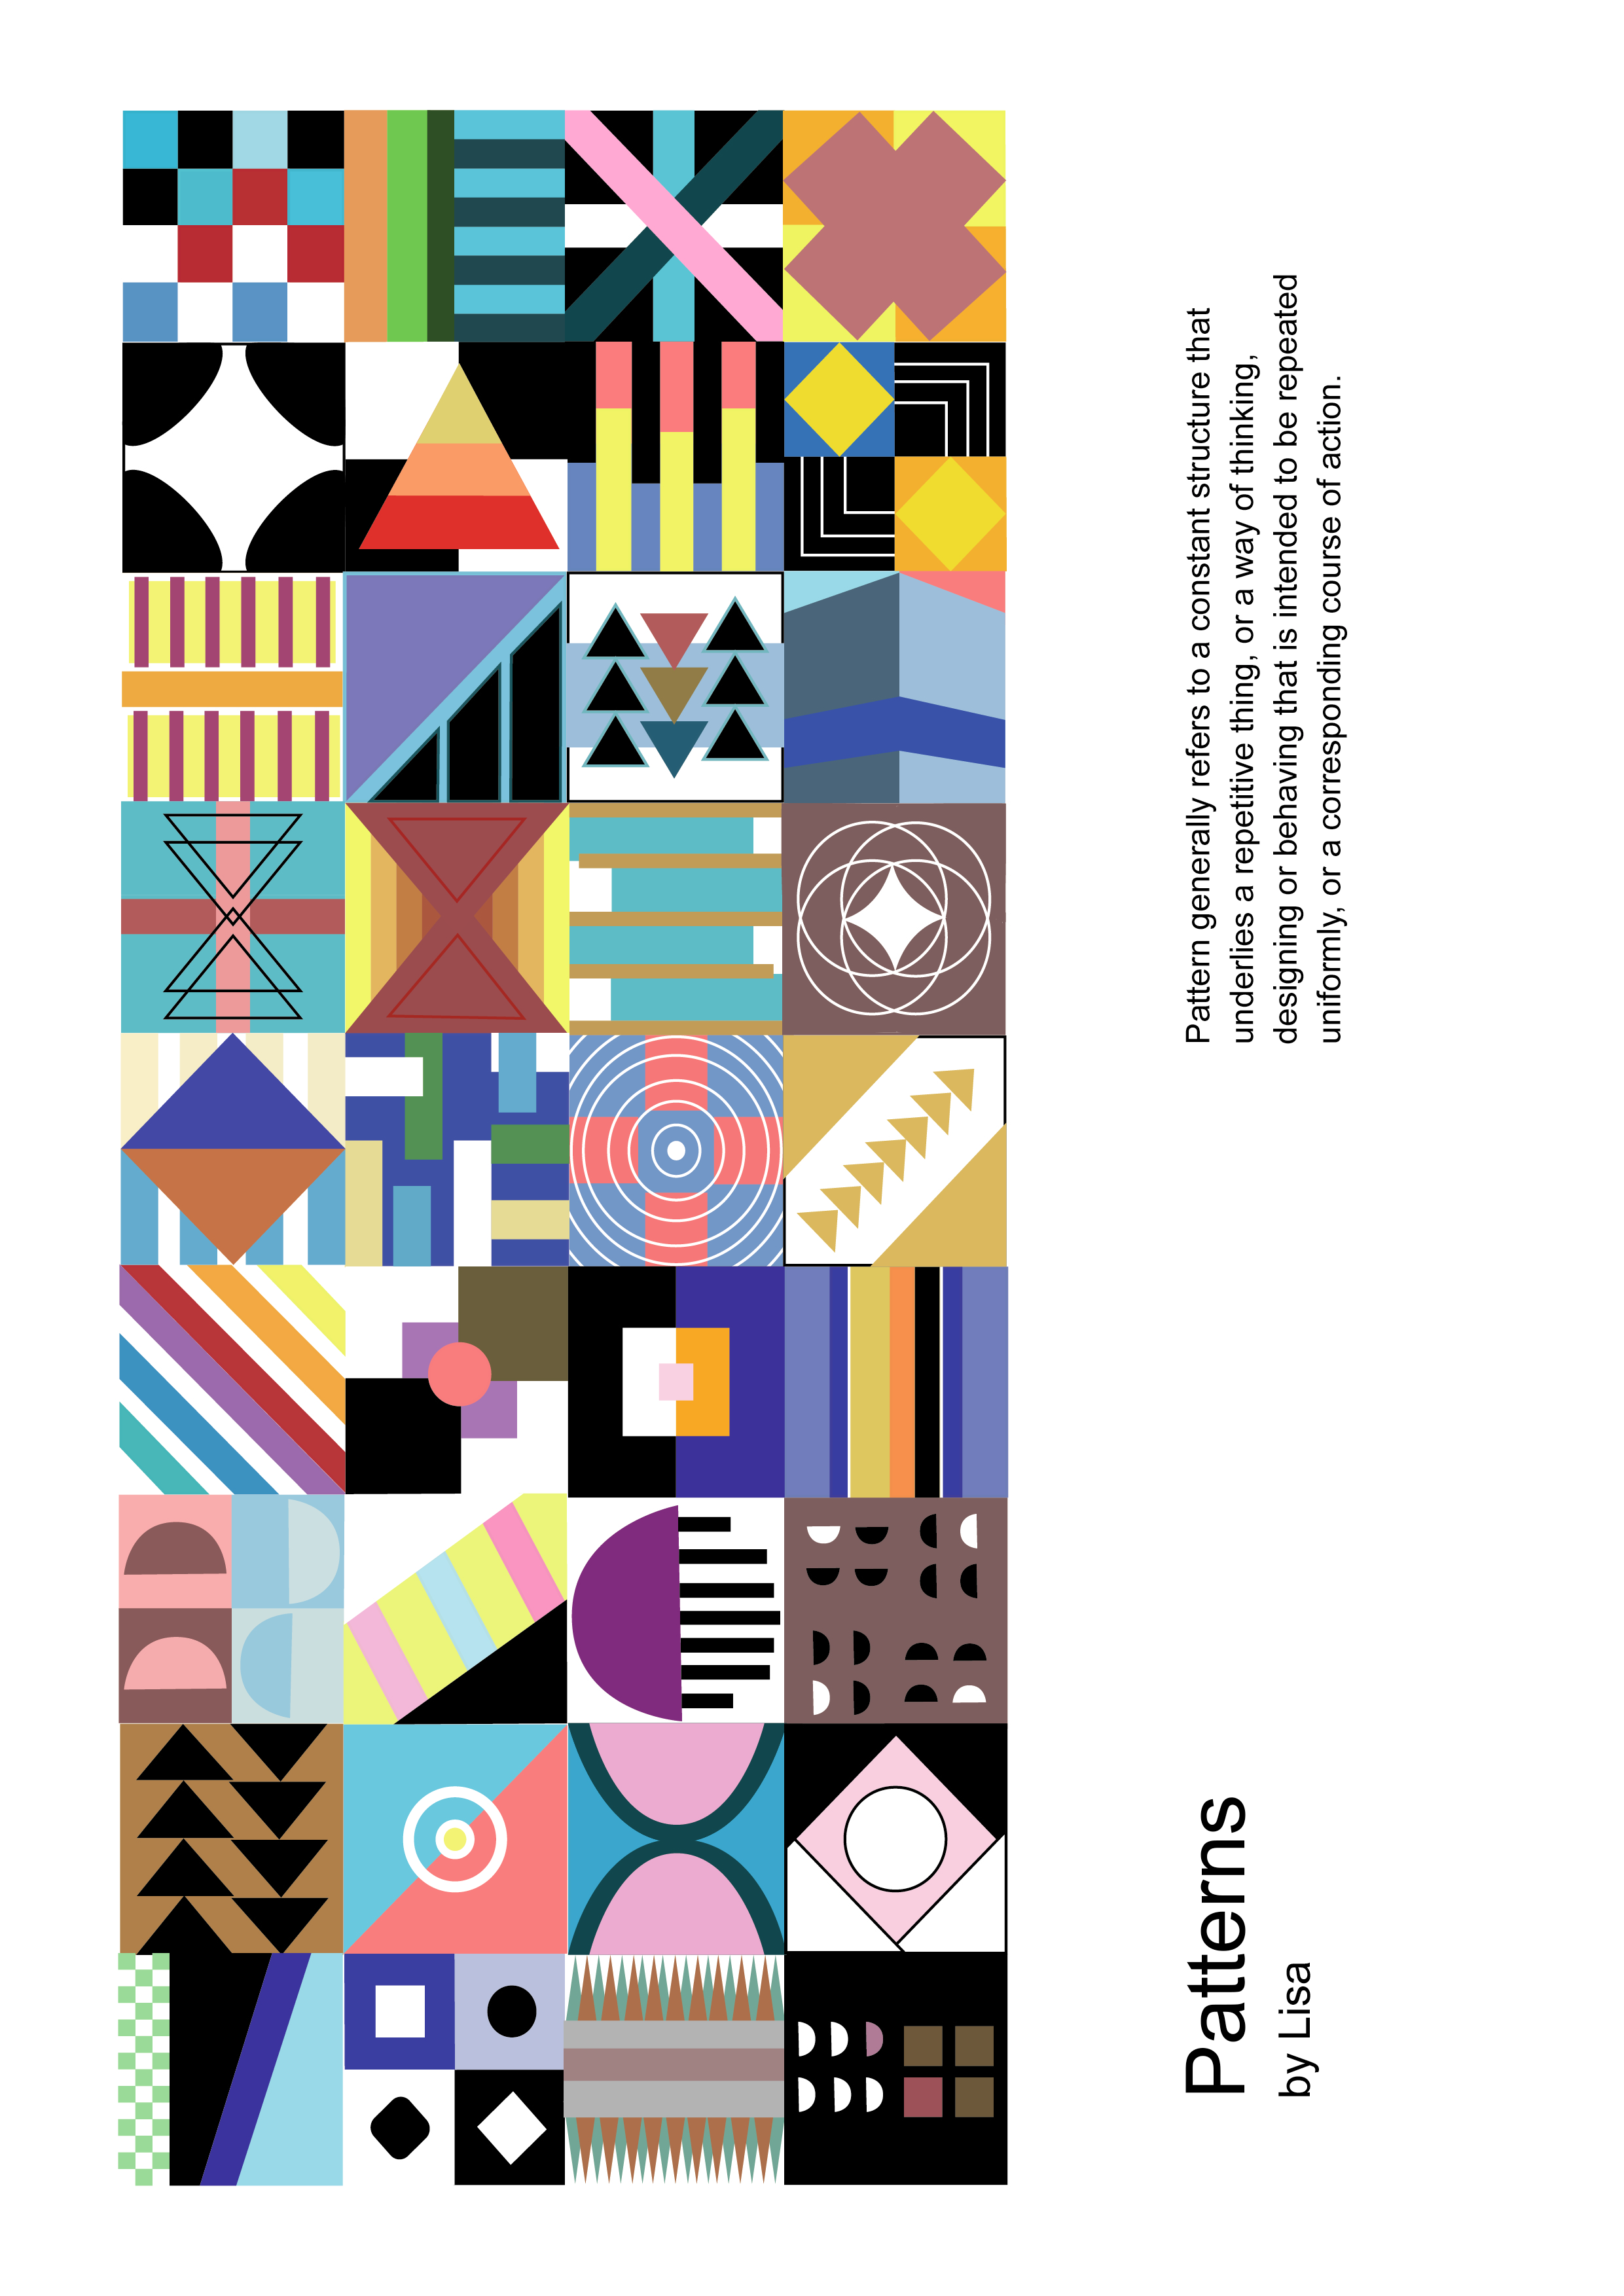 Patterns
by Lisa
Pattern generally refers to a constant structure that
underlies a repetitive thing, or a way of thinking,
designing or behaving that is intended to be repeated
uniformly, or a corresponding course of action.